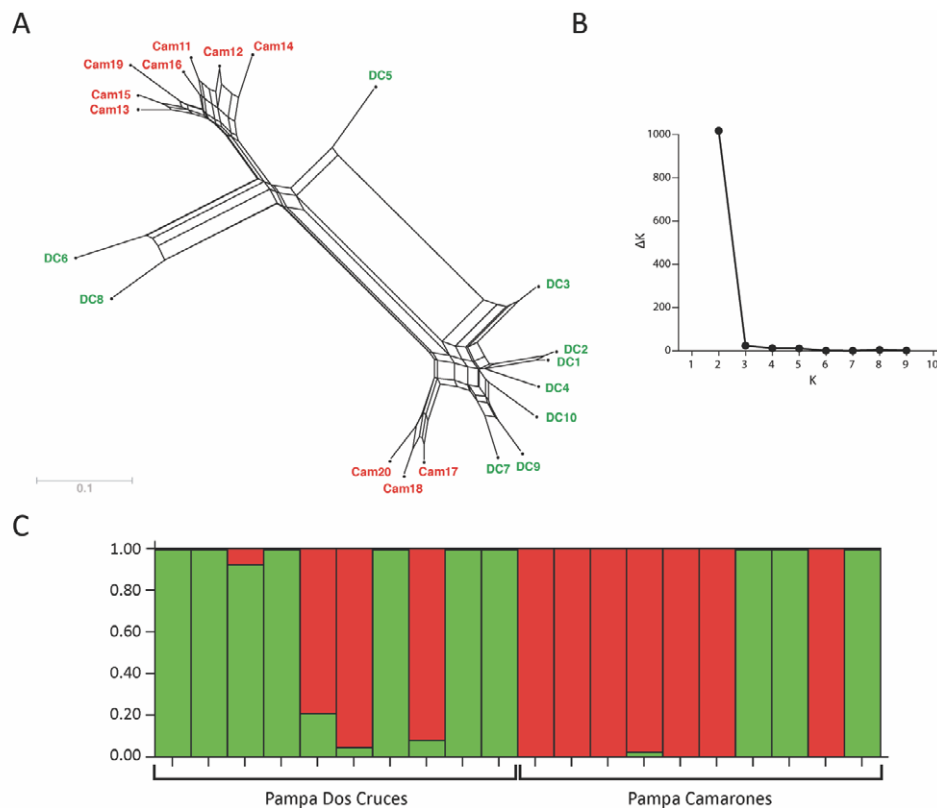 A
Cam11
Cam12
Cam14
Cam19
Cam16
Cam15
Cam13
DC5
DC6
DC8
DC3
DC2
DC1
DC4
DC10
Cam20
Cam17
DC7
DC9
Cam18
0.1
B
1000
800
600
400
200
0
ΔK
1 2 3 4 5 6 7 8 9 10
K
C
1.00
0.80
0.60
0.40
0.20
0.00
Pampa Dos Cruces Pampa Camarones